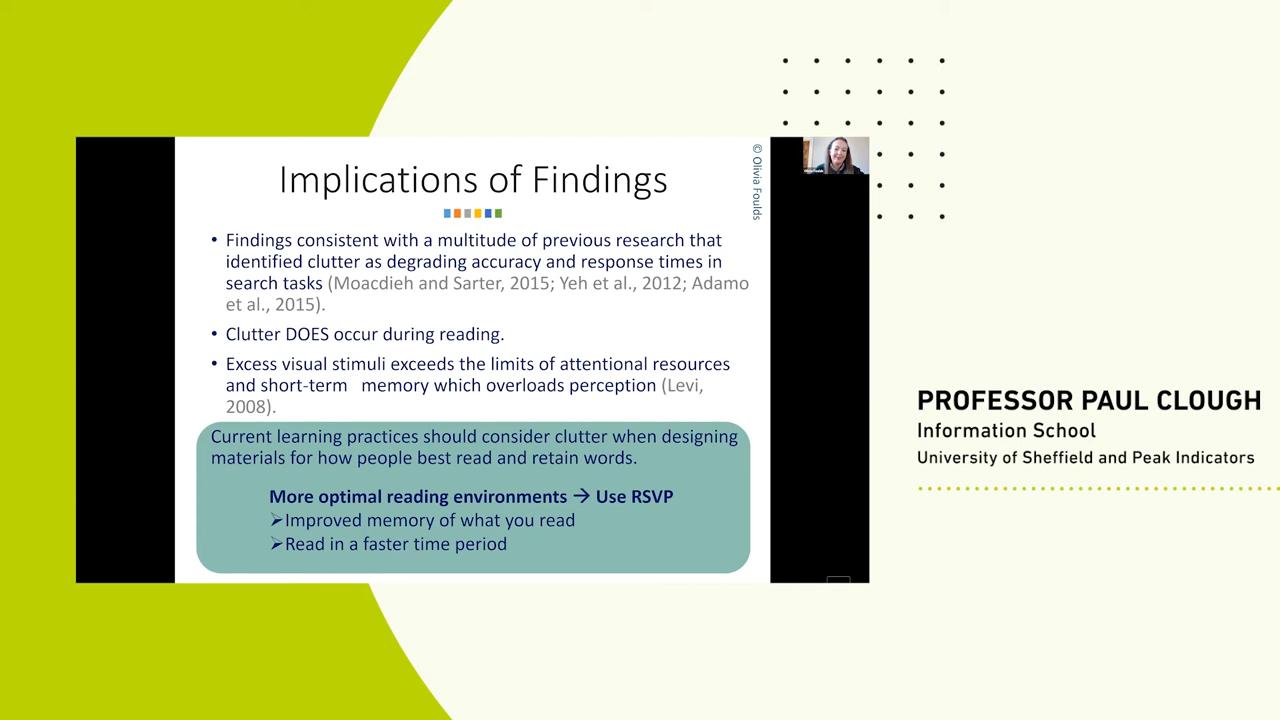 Implications of Findings
© Olivia Foulds
• Findings consistent with a multitude of previous research that
identified clutter as degrading accuracy and response times in
search tasks (Moacdieh and Sarter, 2015; Yeh et al., 2012; Adamo
et al., 2015).
• Clutter DOES occur during reading.
• Excess visual stimuli exceeds the limits of attentional resources
and short-term memory which overloads perception (Levi,
2008).
Current learning practices should consider clutter when designing
materials for how people best read and retain words.
More optimal reading environments → Use RSVP
➢Improved memory of what you read
➢Read in a faster time period
Olivia Foulds
PROFESSOR PAUL CLOUGH
Information School
University of Sheffield and Peak Indicators